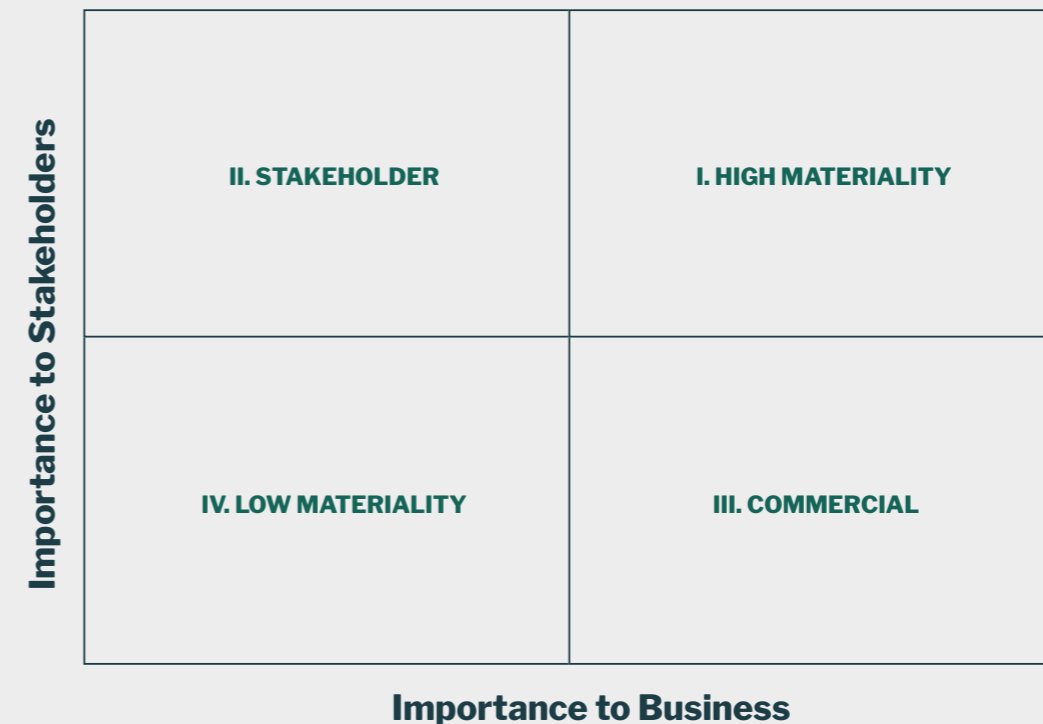 Importance to Stakeholders
II. STAKEHOLDER
I. HIGH MATERIALITY
IV. LOW MATERIALITY
III. COMMERCIAL
Importance to Business